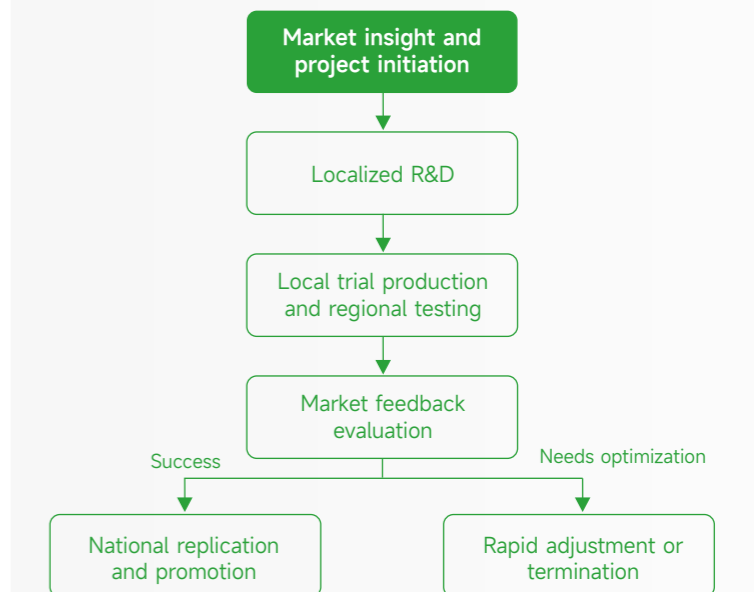 Market insight and
project initiation
Localized R&D
Local trial production
and regional testing
Market feedback
evaluation
Success
Needs optimization
National replication
and promotion
Rapid adjustment or
termination